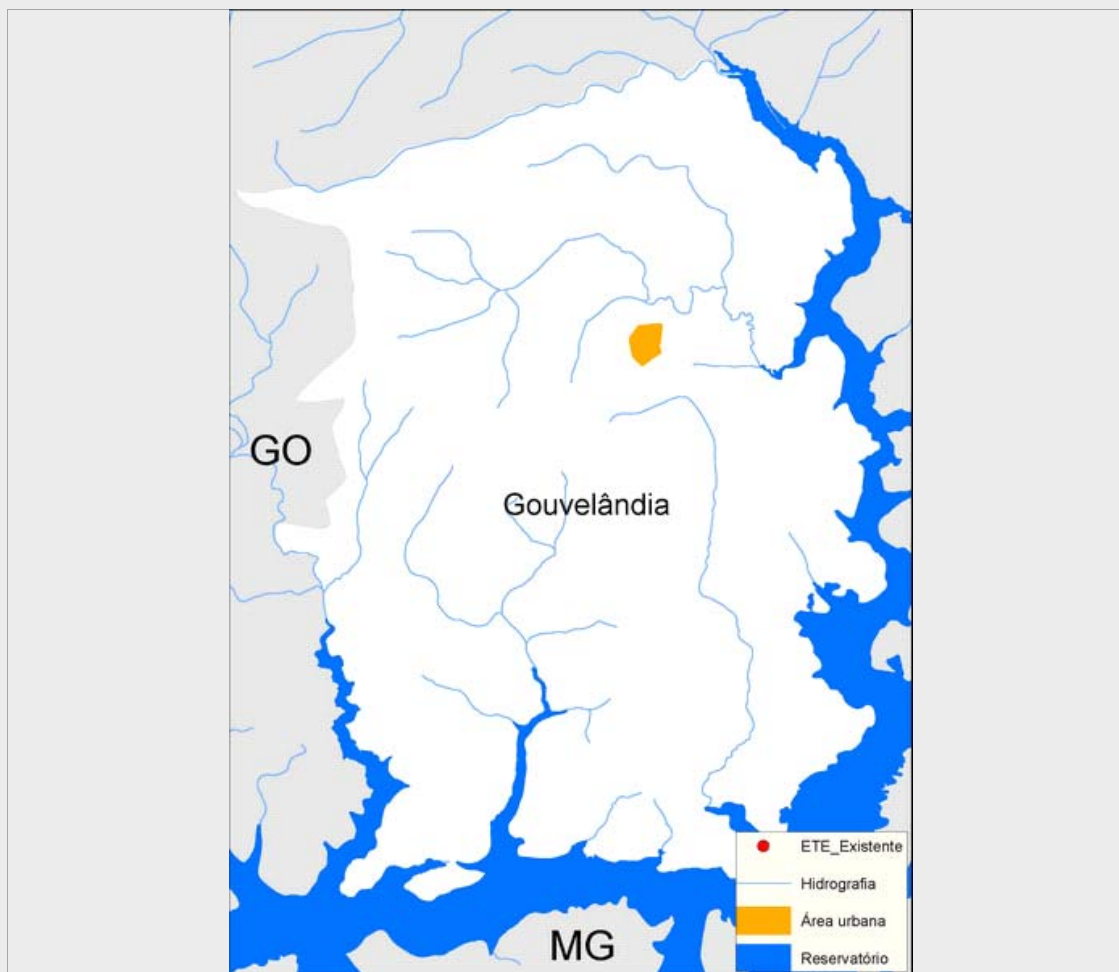 GO
Gouvelândia
MG
ETE_Existente
Hidrografia
Área urbana
Reservatório